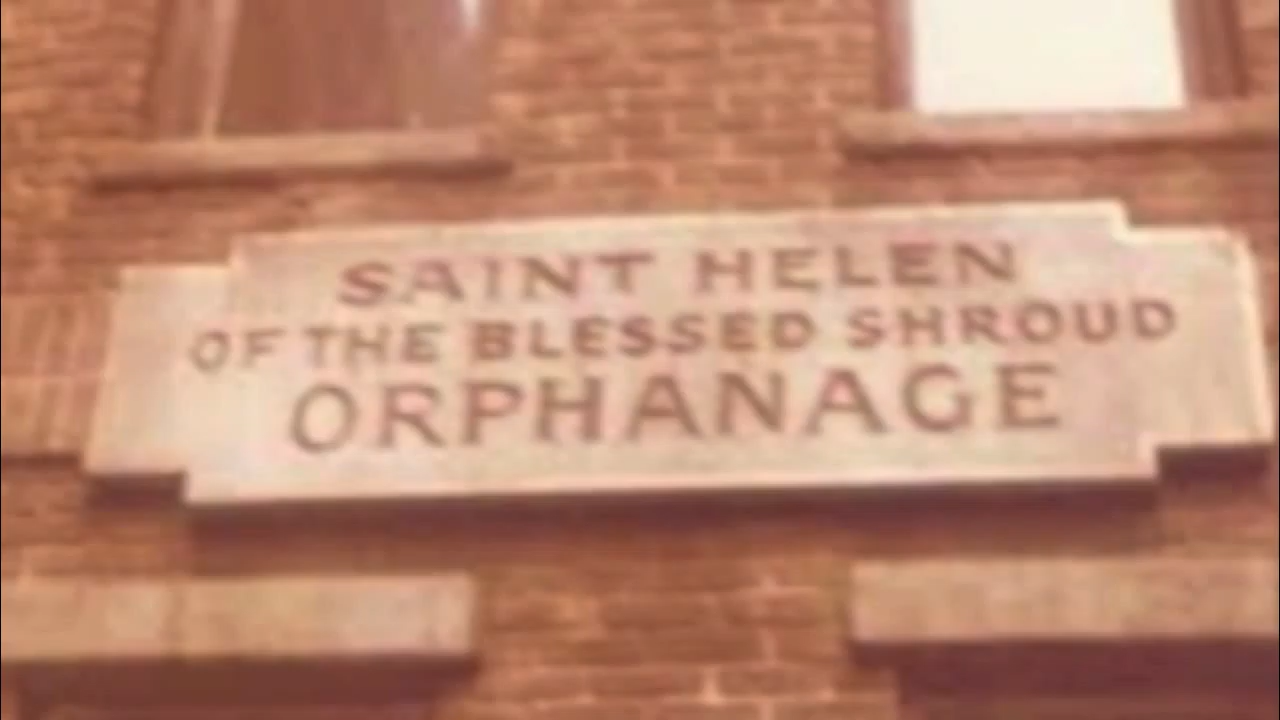 SAINT HELEN
OF THE BLESSED SHROUD
ORPHANAGE